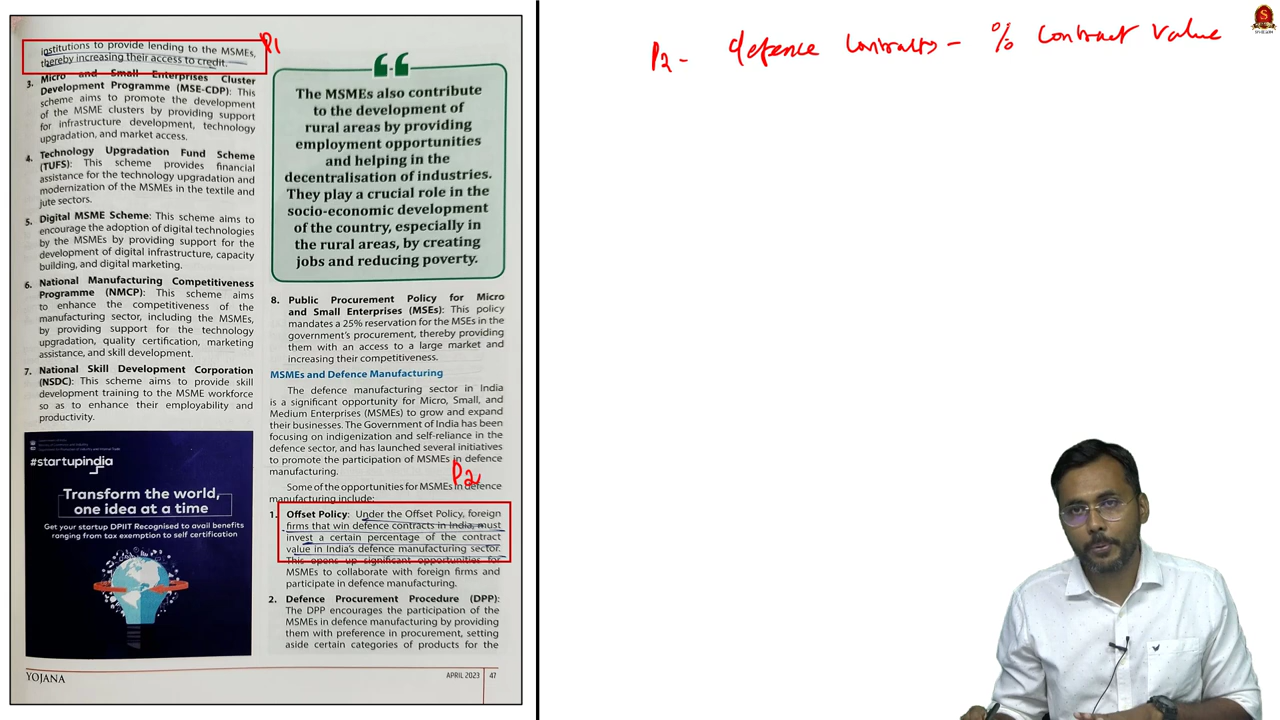 institutions to provide lending to the MSMEs,
thereby increasing their access to credit.
P1
3. Micro and Small Enterprises Cluster
Development Programme (MSE-CDP): This
scheme aims to promote the development
of the MSME clusters by providing support
for infrastructure development, technology
upgradation, and market access.
4. Technology Upgradation Fund Scheme
(TUFS): This scheme provides financial
assistance for the technology upgradation and
modernization of the MSMEs in the textile and
jute sectors.
5. Digital MSME Scheme: This scheme aims to
encourage the adoption of digital technologies
by the MSMEs by providing support for the
development of digital infrastructure, capacity
building, and digital marketing.
6. National Manufacturing Competitiveness
Programme (NMCP): This scheme aims
to enhance the competitiveness of the
manufacturing sector, including the MSMEs,
by providing support for the technology
upgradation, quality certification, marketing
assistance, and skill development.
7. National Skill Development Corporation
(NSDC): This scheme aims to provide skill
development training to the MSME workforce
so as to enhance their employability and
productivity.
#startupindia
Transform the world,
one idea at a time
Get your startup DPIIT Recognised to avail benefits
ranging from tax exemption to self certification
The MSMEs also contribute
to the development of
rural areas by providing
employment opportunities
and helping in the
decentralisation of industries.
They play a crucial role in the
socio-economic development
of the country, especially in
the rural areas, by creating
jobs and reducing poverty.
8. Public Procurement Policy for Micro
and Small Enterprises (MSEs): This policy
mandates a 25% reservation for the MSEs in the
government's procurement, thereby providing
them with an access to a large market and
increasing their competitiveness.
MSMEs and Defence Manufacturing
The defence manufacturing sector in India
is a significant opportunity for Micro, Small, and
Medium Enterprises (MSMEs) to grow and expand
their businesses. The Government of India has been
focusing on indigenization and self-reliance in the
defence sector, and has launched several initiatives
to promote the participation of MSMEs in defence
manufacturing.
P2
Some of the opportunities for MSMEs in defence
manufacturing include:
1. Offset Policy: Under the Offset Policy, foreign
firms that win defence contracts in India, must
invest a certain percentage of the contract
value in India's defence manufacturing sector.
This opens up significant opportunities for
MSMEs to collaborate with foreign firms and
participate in defence manufacturing.
2. Defence Procurement Procedure (DPP):
The DPP encourages the participation of the
MSMEs in defence manufacturing by providing
them with preference in procurement, setting
aside certain categories of products for the
YOJANA
APRIL 2023 47
P2 - defence contracts - % contract value